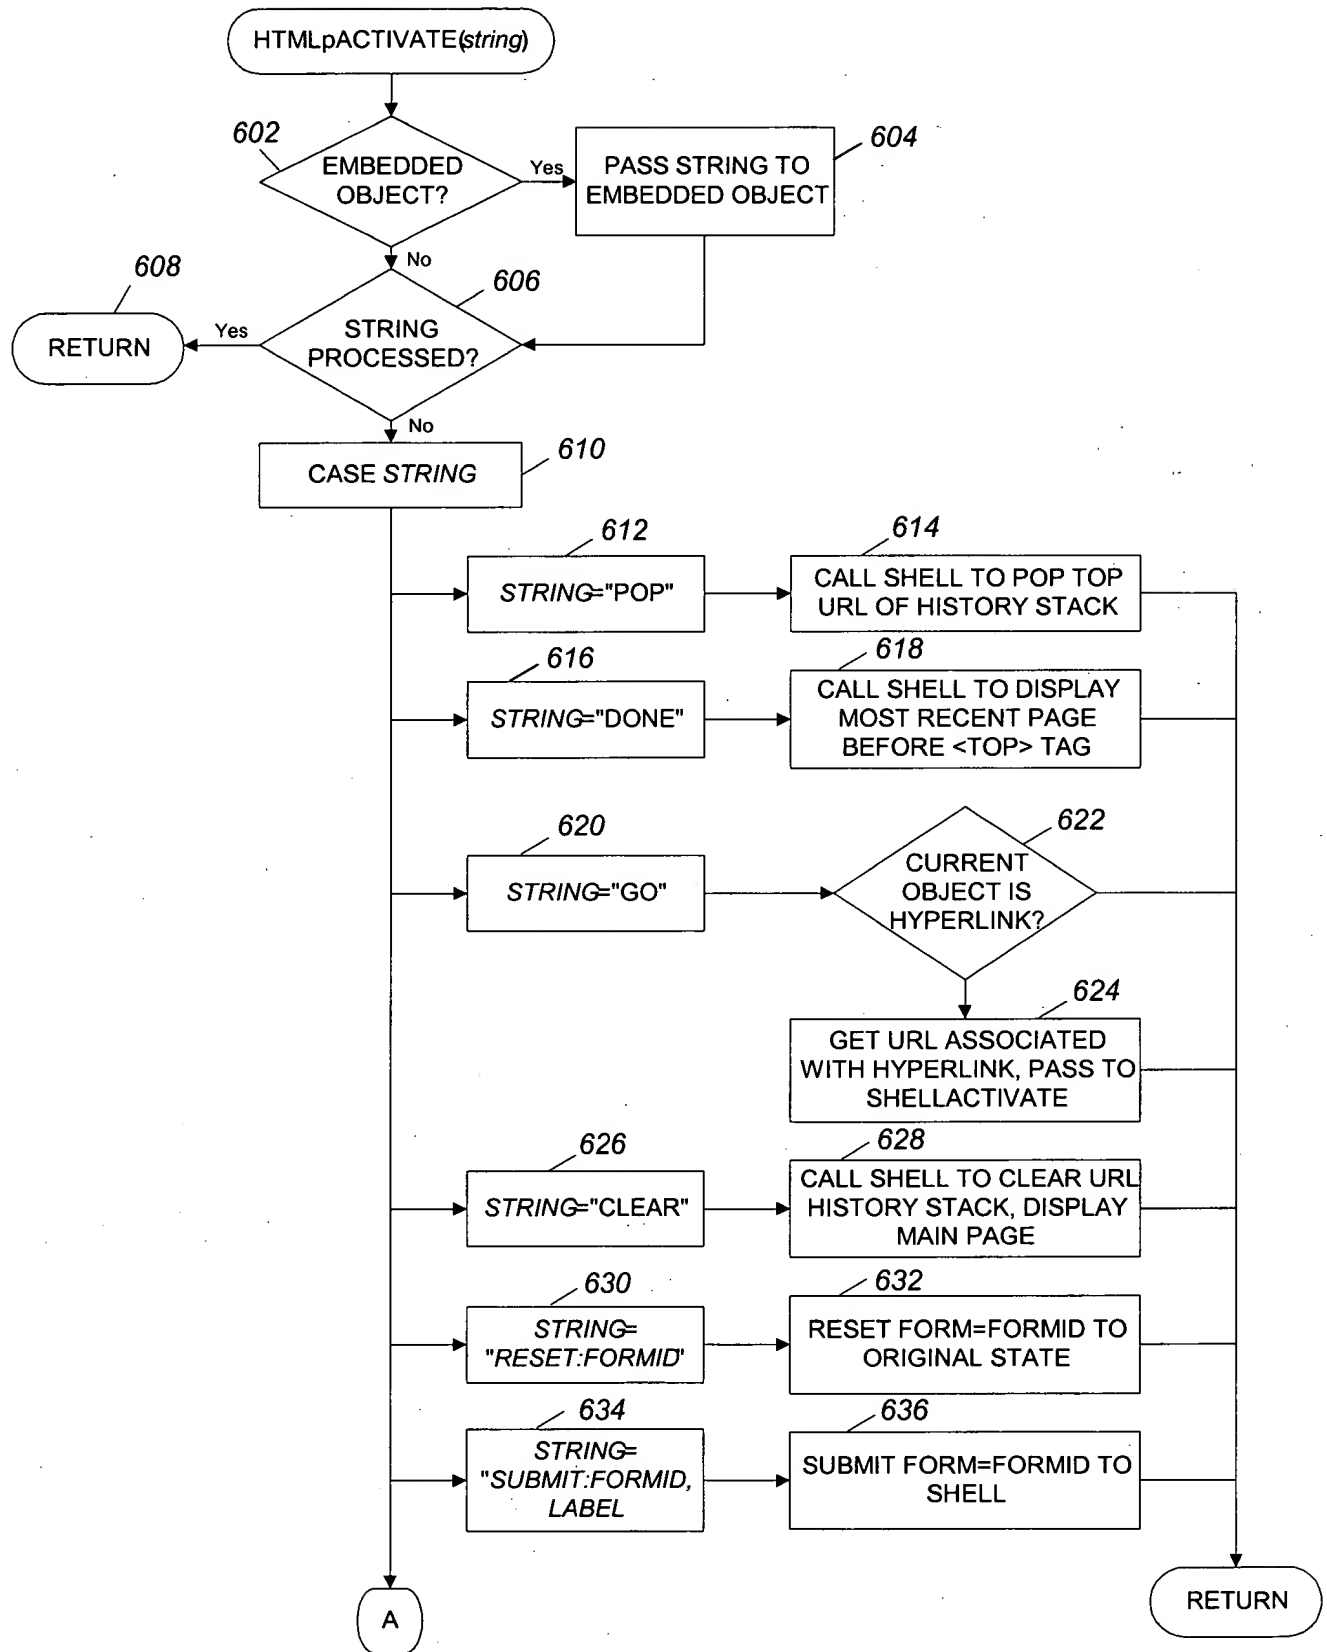 HTMLpACTIVATE(string)
602
EMBEDDED
OBJECT?
Yes
604
PASS STRING TO
EMBEDDED OBJECT
No
608
RETURN
Yes
606
STRING
PROCESSED?
No
610
CASE STRING
612
STRING="POP"
614
CALL SHELL TO POP TOP
URL OF HISTORY STACK
616
STRING="DONE"
618
CALL SHELL TO DISPLAY
MOST RECENT PAGE
BEFORE <TOP> TAG
620
STRING="GO"
622
CURRENT
OBJECT IS
HYPERLINK?
624
GET URL ASSOCIATED
WITH HYPERLINK, PASS TO
SHELLACTIVATE
626
STRING="CLEAR"
628
CALL SHELL TO CLEAR URL
HISTORY STACK, DISPLAY
MAIN PAGE
630
STRING=
"RESET:FORMID"
632
RESET FORM=FORMID TO
ORIGINAL STATE
634
STRING=
"SUBMIT:FORMID,
LABEL
636
SUBMIT FORM=FORMID TO
SHELL
A
RETURN